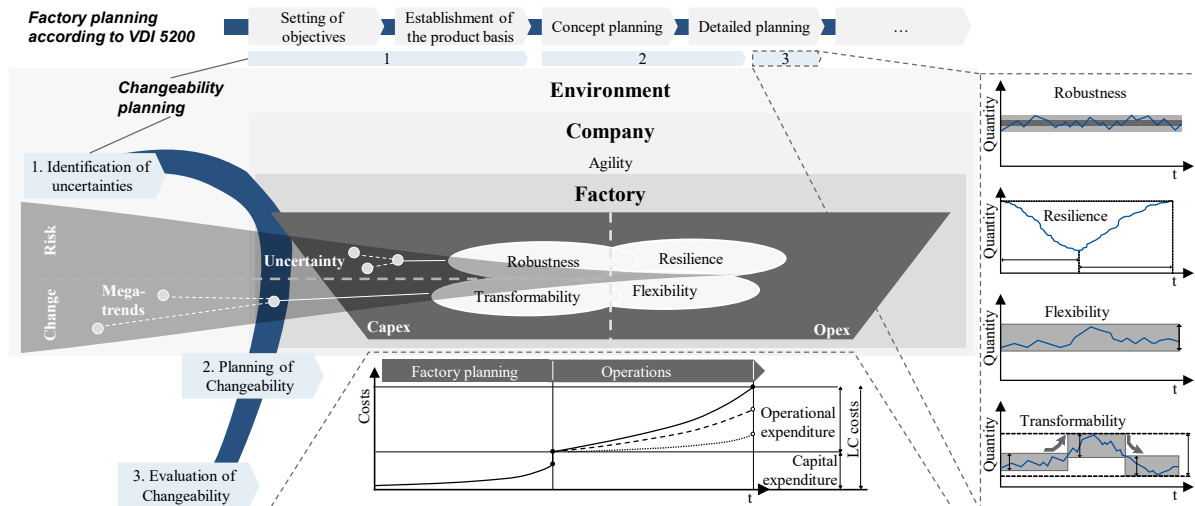 Factory planning
according to VDI 5200
Setting of
objectives
Establishment of
the product basis
Concept planning
Detailed planning
…
1
2
3
Changeability
planning
Environment
Company
Agility
Factory
1. Identification of
uncertainties
Risk
Change
Mega-
trends
Uncertainty
Robustness
Resilience
Transformability
Flexibility
Capex
Opex
2. Planning of
Changeability
3. Evaluation of
Changeability
Factory planning
Operations
Costs
Operational
expenditure
Capital
expenditure
LC costs
t
Robustness
Quantity
t
Resilience
Quantity
t
Flexibility
Quantity
t
Transformability
Quantity
t